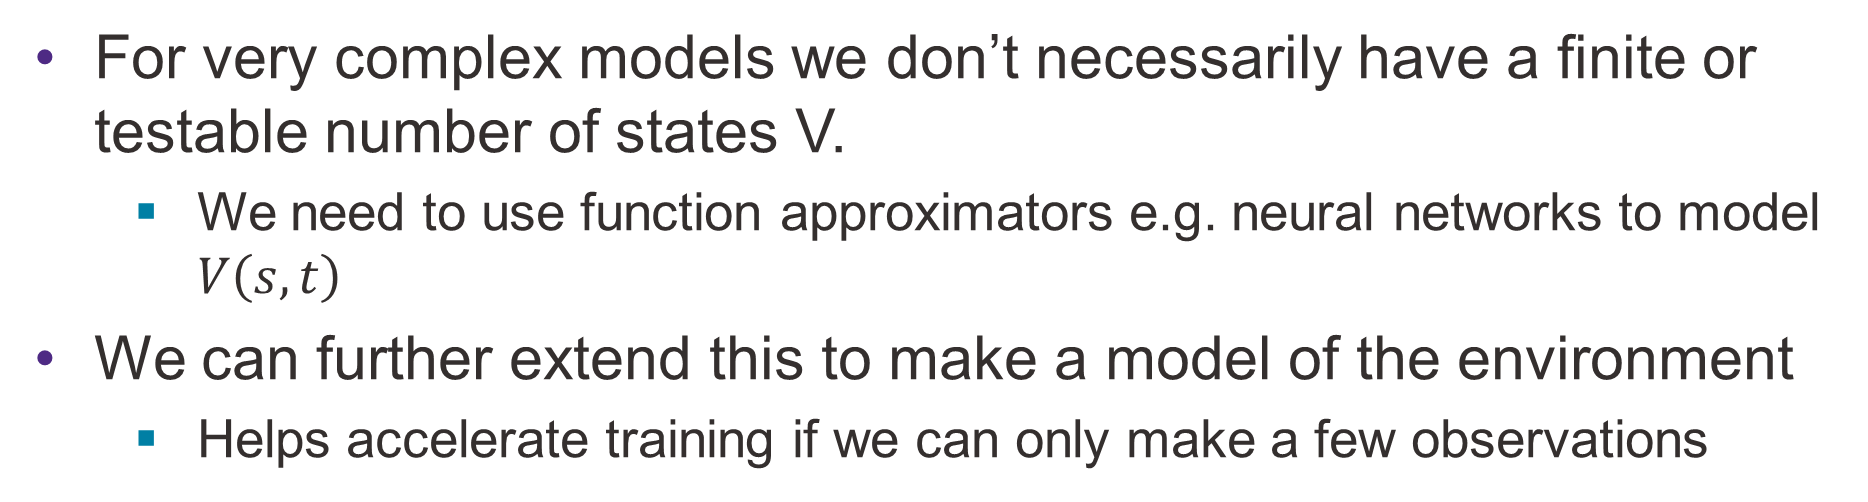 • For very complex models we don’t necessarily have a finite or
testable number of states V.
▪ We need to use function approximators e.g. neural networks to model
𝑉(𝑠, 𝑡)
• We can further extend this to make a model of the environment
▪ Helps accelerate training if we can only make a few observations